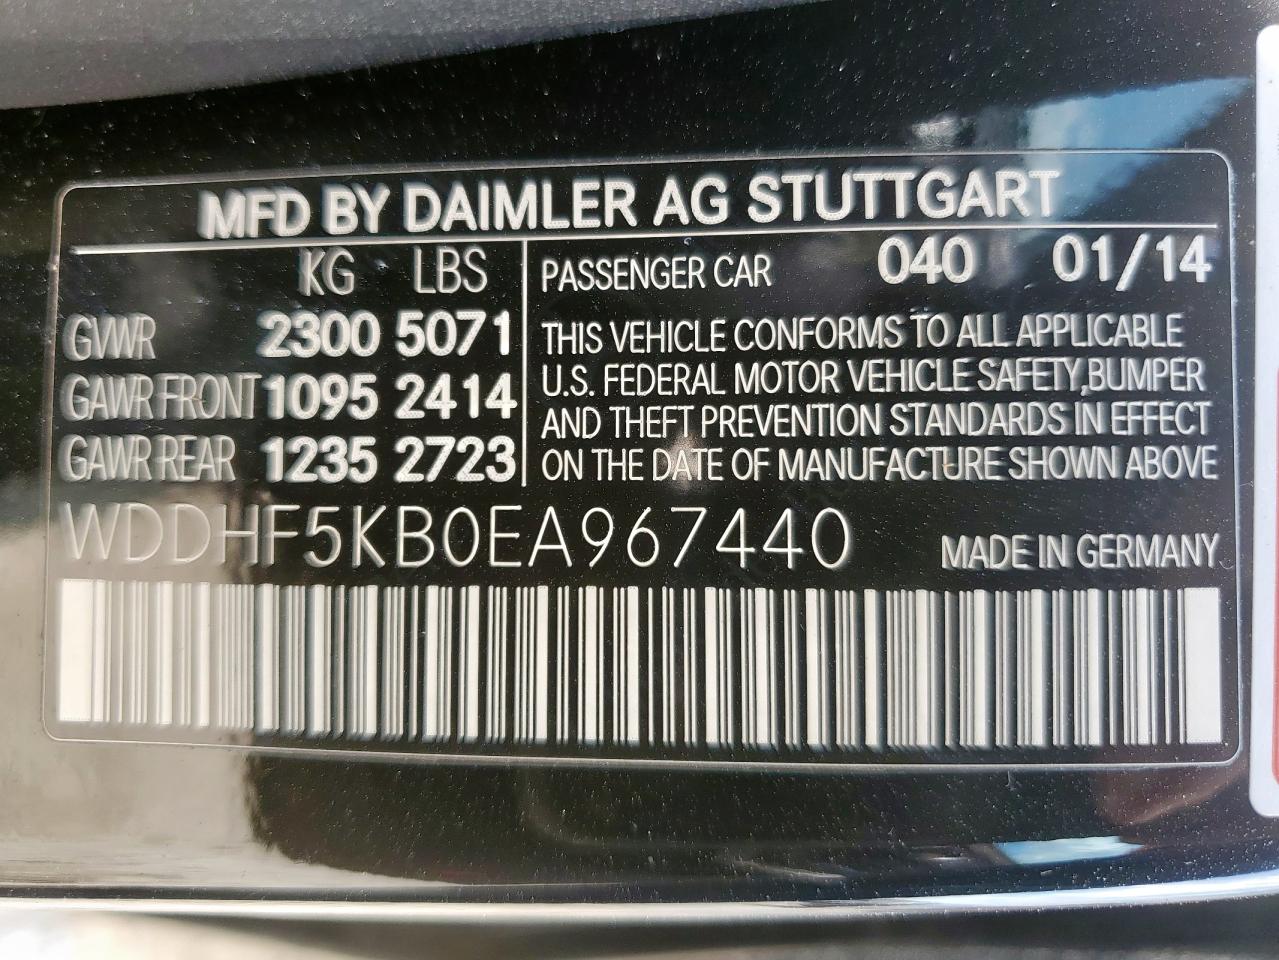 MFD BY DAIMLER AG STUTTGART
KG LBS
GVWR 2300 5071
GAWR FRONT 1095 2414
GAWR REAR 1235 2723
PASSENGER CAR 040 01/14
THIS VEHICLE CONFORMS TO ALL APPLICABLE
U.S. FEDERAL MOTOR VEHICLE SAFETY,BUMPER
AND THEFT PREVENTION STANDARDS IN EFFECT
ON THE DATE OF MANUFACTURE SHOWN ABOVE
WDDHF5KB0EA967440
MADE IN GERMANY